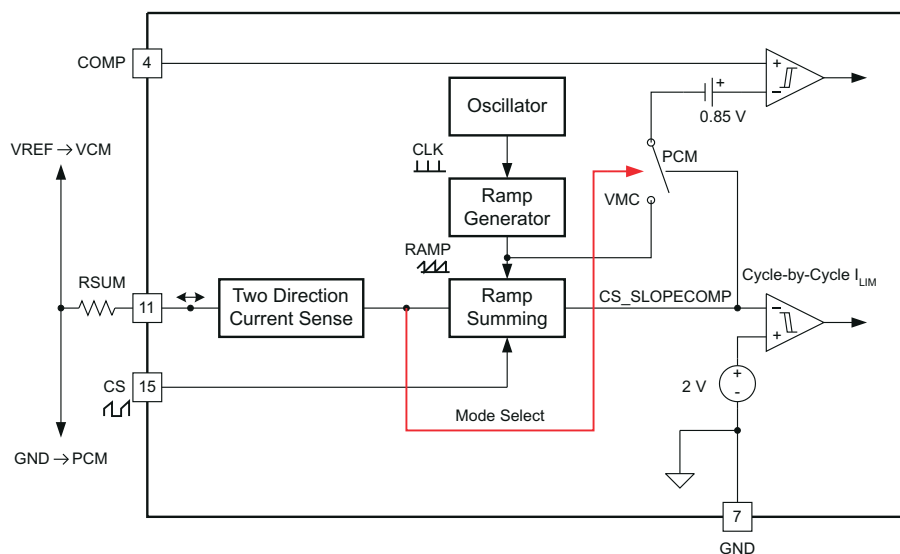 COMP
4
+
−
+
0.85 V
Oscillator
VREF → VCM
CLK
PCM
Ramp
Generator
VMC
RAMP
RSUM
11
Two Direction
Current Sense
Ramp
Summing
CS_SLOPECOMP
Cycle-by-Cycle ILIM
−
+
CS
15
2 V
+
-
Mode Select
GND → PCM
7
GND